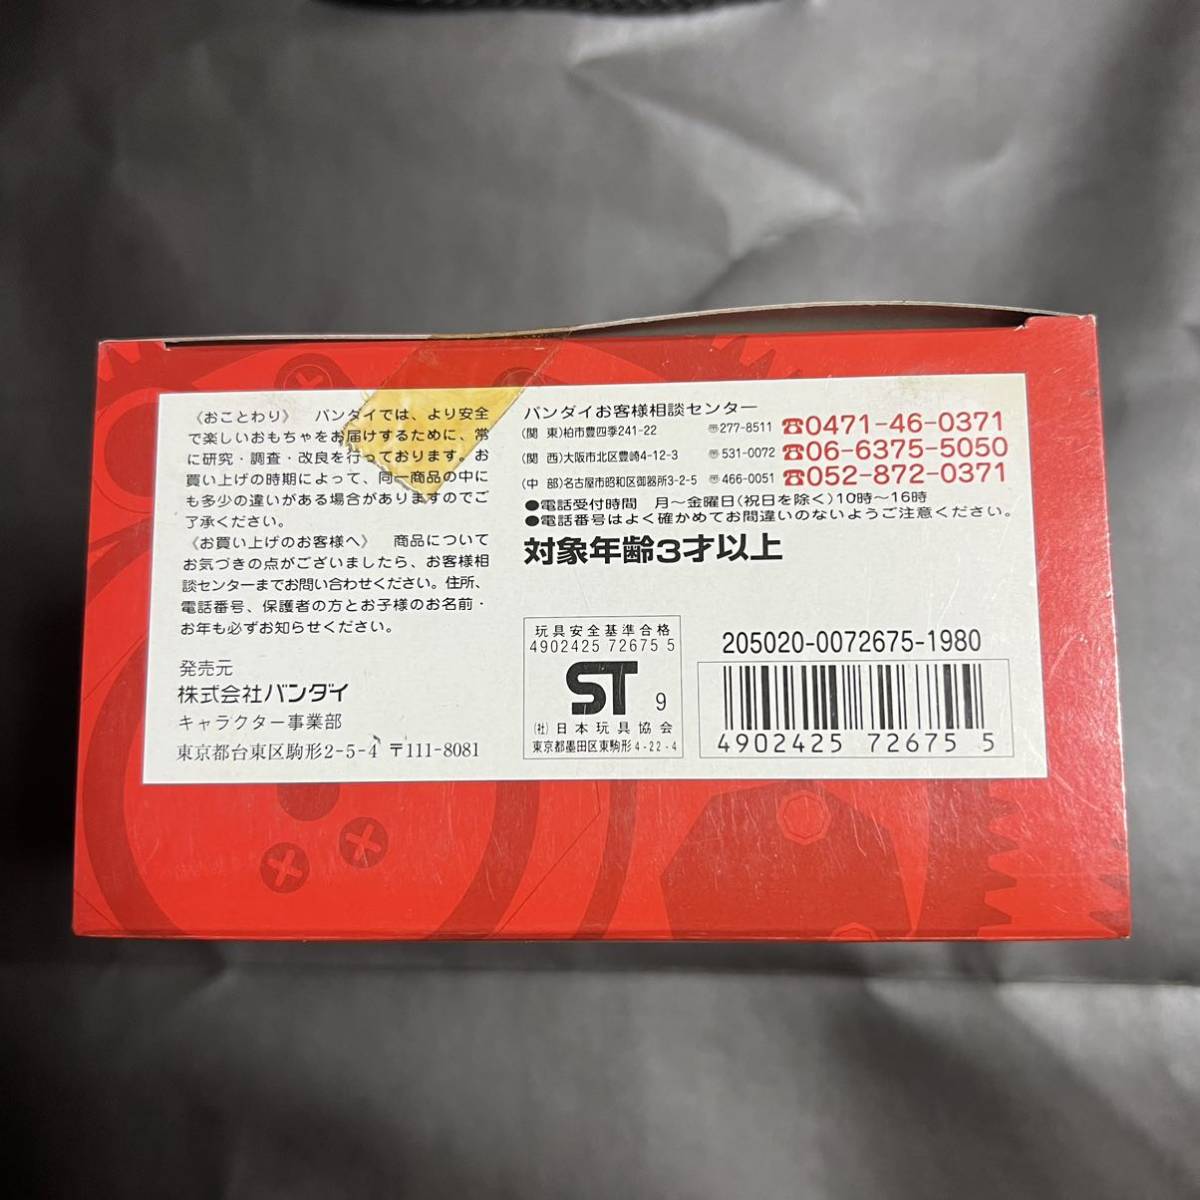 〈おことわり〉 バンダイでは、より安全
で楽しいおもちゃをお届けするために、常
に研究・調査・改良を行っております。お
買い上げの時期によって、同一商品の中に
も多少の違いがある場合がありますのでご
了承ください。
〈お買い上げのお客様へ〉 商品について
お気づきの点がございましたら、お客様相
談センターまでお問い合わせください。住所、
電話番号、保護者の方とお子様のお名前・
お年も必ずお知らせください。
発売元
株式会社バンダイ
キャラクター事業部
東京都台東区駒形2-5-4 〒111-8081
バンダイお客様相談センター
(関 東)柏市豊四季241-22 〠277-8511 ☎0471-46-0371
(関 西)大阪市北区豊崎4-12-3 〠531-0072 ☎06-6375-5050
(中 部)名古屋市昭和区御器所3-2-5 〠466-0051 ☎052-872-0371
●電話受付時間 月〜金曜日(祝日を除く)10時〜16時
●電話番号はよく確かめてお間違いのないようご注意ください。
対象年齢3才以上
玩具安全基準合格
4902425 72675 5
ST 9
(社)日本玩具協会
東京都墨田区東駒形4-22-4
205020-0072675-1980
4902425 72675 5